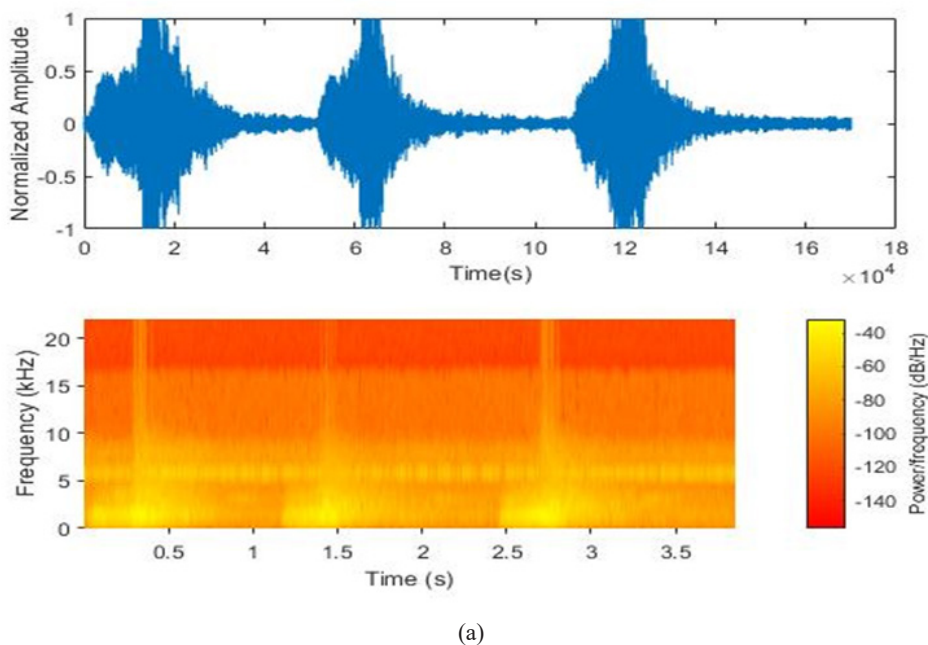 Normalized Amplitude
1
0.5
0
-0.5
-1
0 2 4 6 8 10 12 14 16 18
Time(s)
×10⁴
Frequency (kHz)
20
15
10
5
0
0.5 1 1.5 2 2.5 3 3.5
Time (s)
-40
-60
-80
-100
-120
-140
Power/frequency (dB/Hz)
(a)